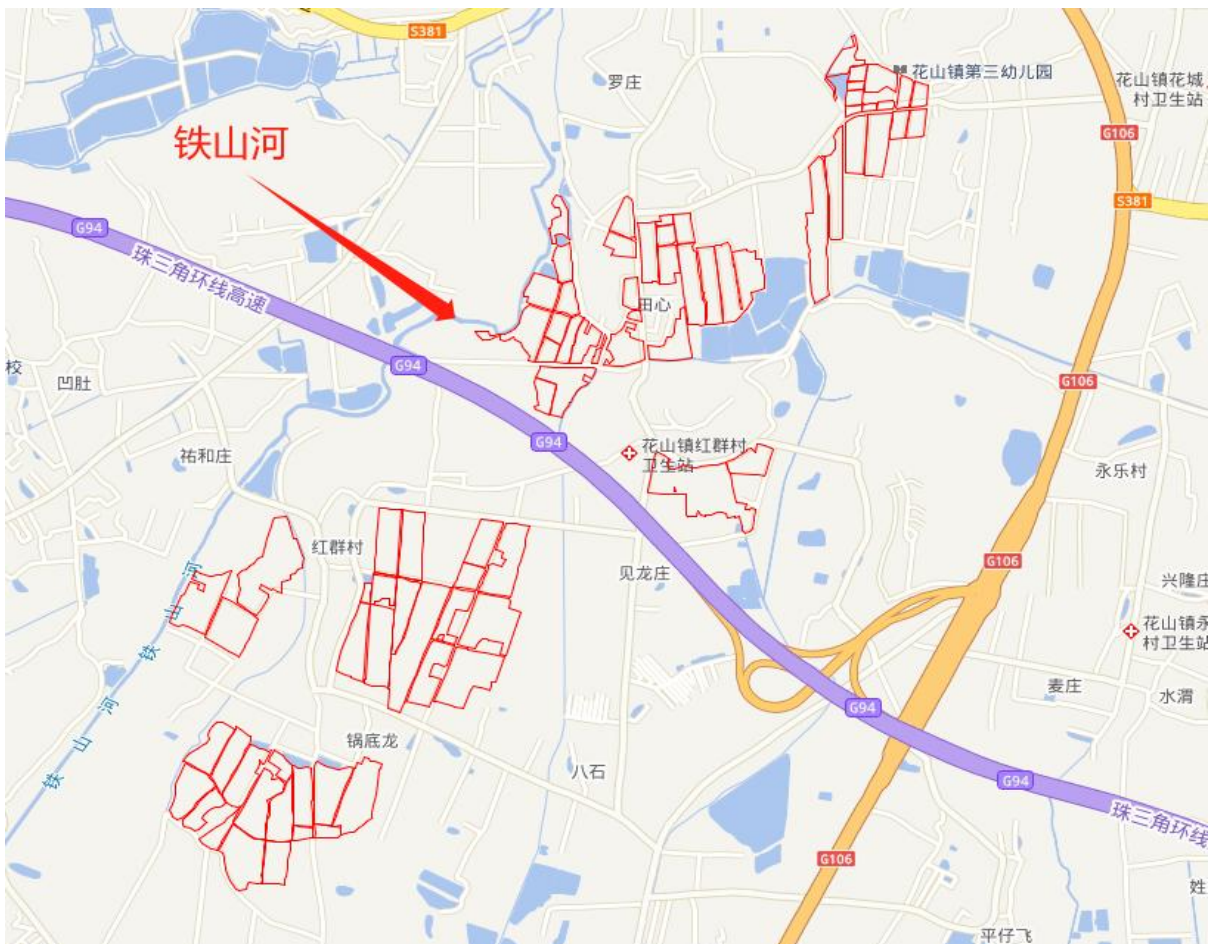 S381
罗庄
花山镇第三幼儿园
花山镇花城
村卫生站
G106
铁山河
S381
G94
珠三角环线高速
田心
G94
G106
校
凹肚
G94
花山镇红群村
卫生站
祐和庄
永乐村
红群村
G106
见龙庄
兴隆庄
铁山河
花山镇永
村卫生站
麦庄
水渭
G94
铁山河
锅底龙
八石
G94
珠三角环线
G106
姓
平仔飞